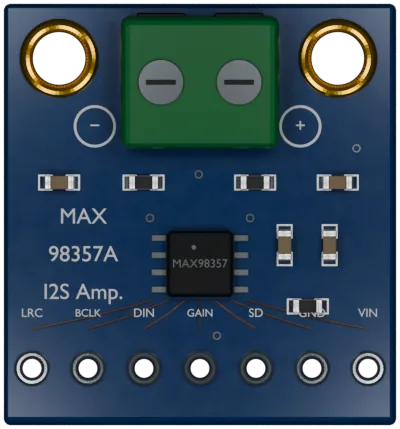 −
+
MAX
98357A
I2S Amp.
MAX98357
LRC BCLK DIN GAIN SD GND VIN